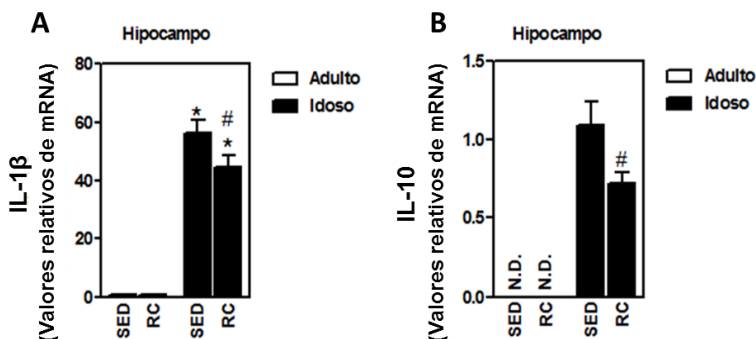 A
Hipocampo
IL-1β
(Valores relativos de mRNA)
80
60
40
20
0
*
#
*
SED
RC
SED
RC
Adulto
Idoso
B
Hipocampo
IL-10
(Valores relativos de mRNA)
1.5
1.0
0.5
0.0
N.D.
N.D.
#
SED
RC
SED
RC
Adulto
Idoso